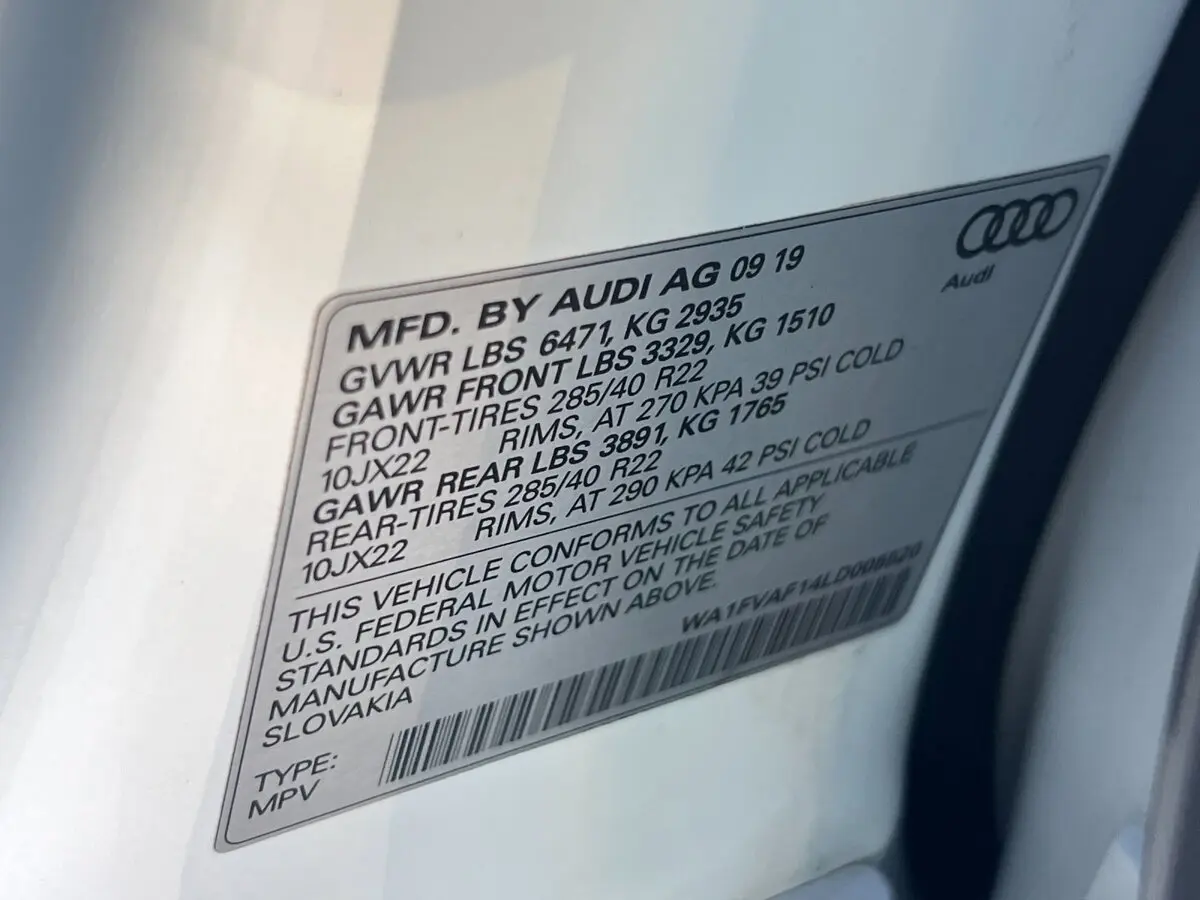 Audi
MFD. BY AUDI AG 09 19
GVWR LBS 6471, KG 2935
GAWR FRONT LBS 3329, KG 1510
FRONT-TIRES 285/40 R22
10JX22 RIMS, AT 270 KPA 39 PSI COLD
GAWR REAR LBS 3891, KG 1765
REAR-TIRES 285/40 R22
10JX22 RIMS, AT 290 KPA 42 PSI COLD
THIS VEHICLE CONFORMS TO ALL APPLICABLE
U.S. FEDERAL MOTOR VEHICLE SAFETY
STANDARDS IN EFFECT ON THE DATE OF
MANUFACTURE SHOWN ABOVE.
SLOVAKIA
TYPE:
MPV